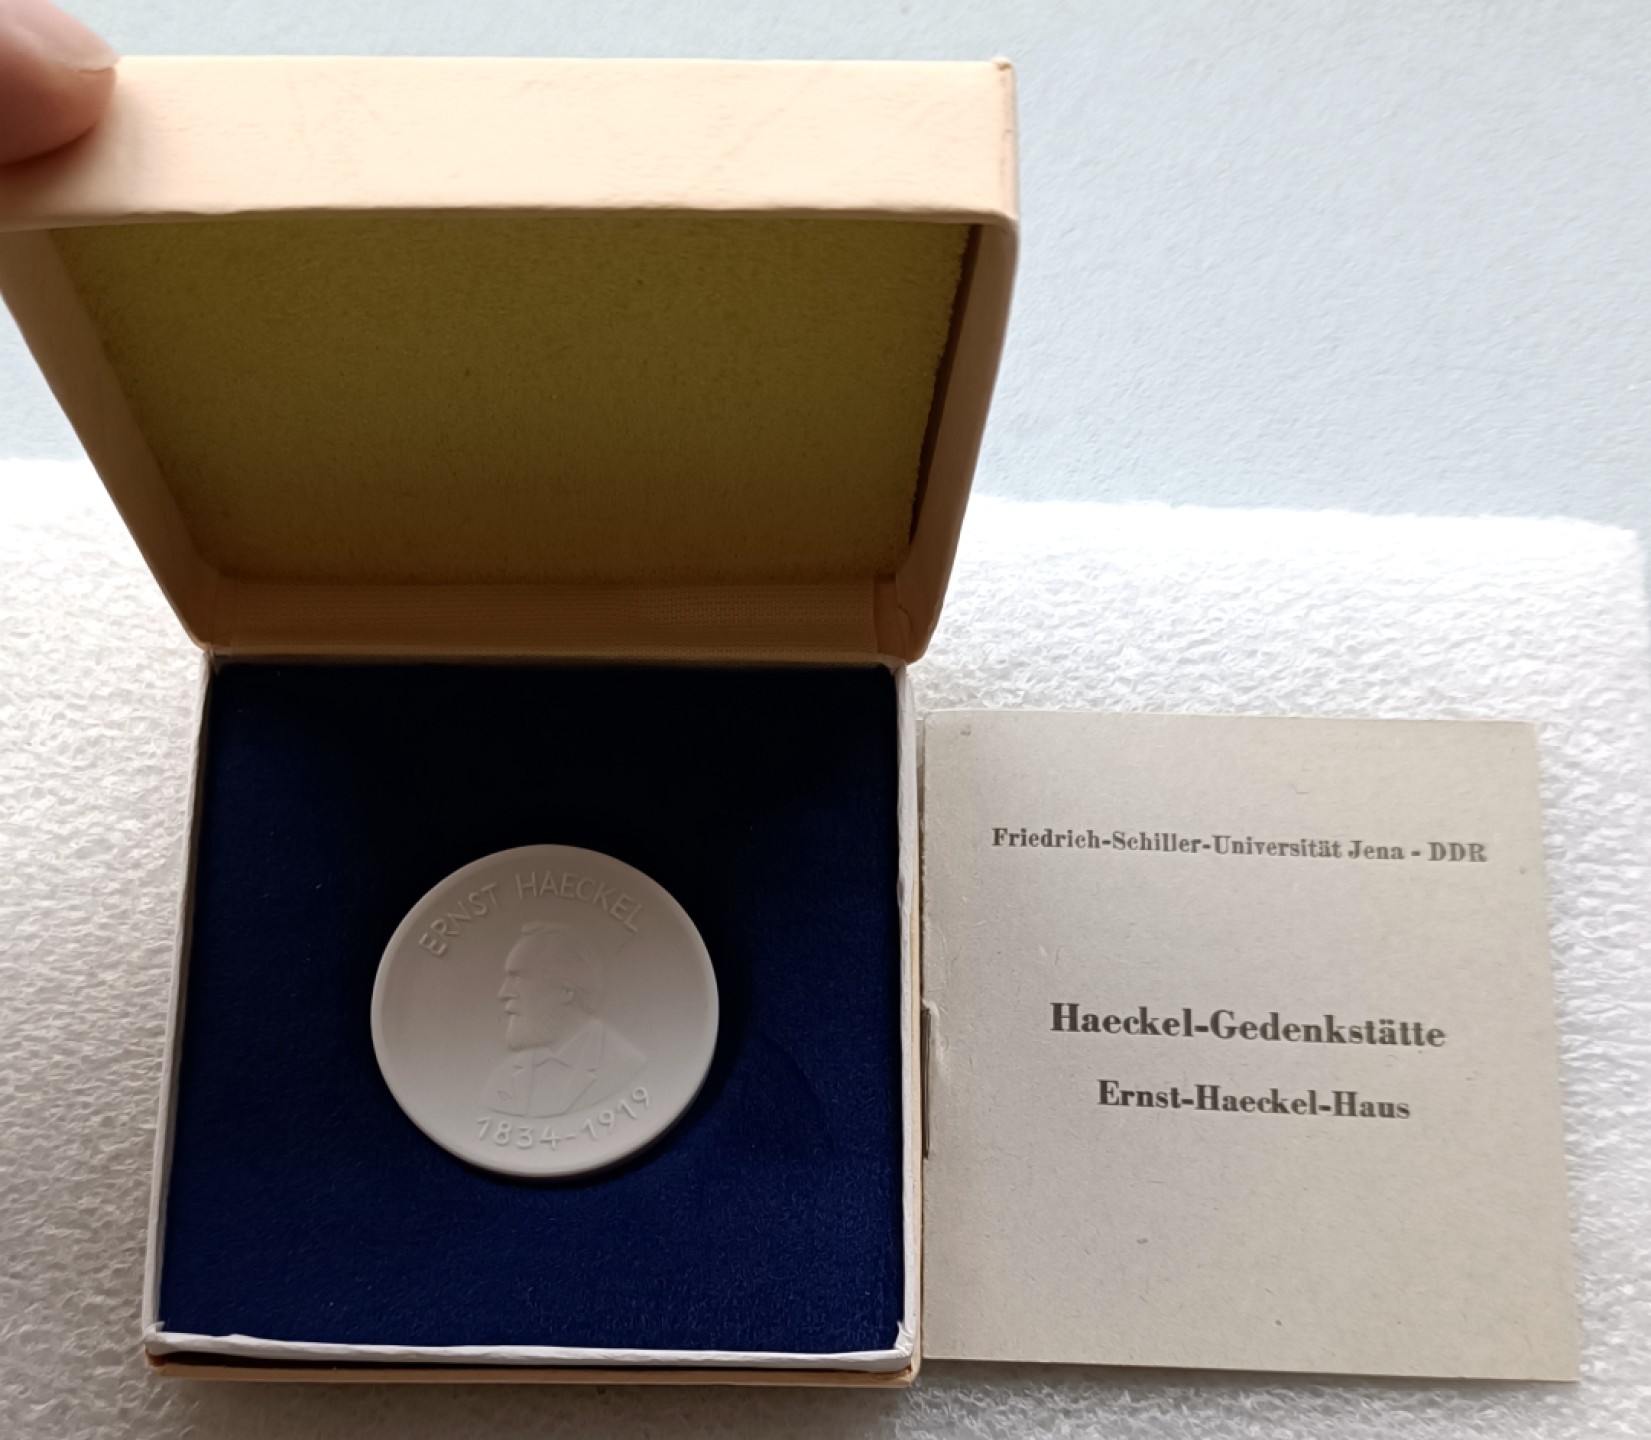 ERNST HAECKEL
1834-1919
Friedrich-Schiller-Universität Jena - DDR
Haeckel-Gedenkstätte
Ernst-Haeckel-Haus